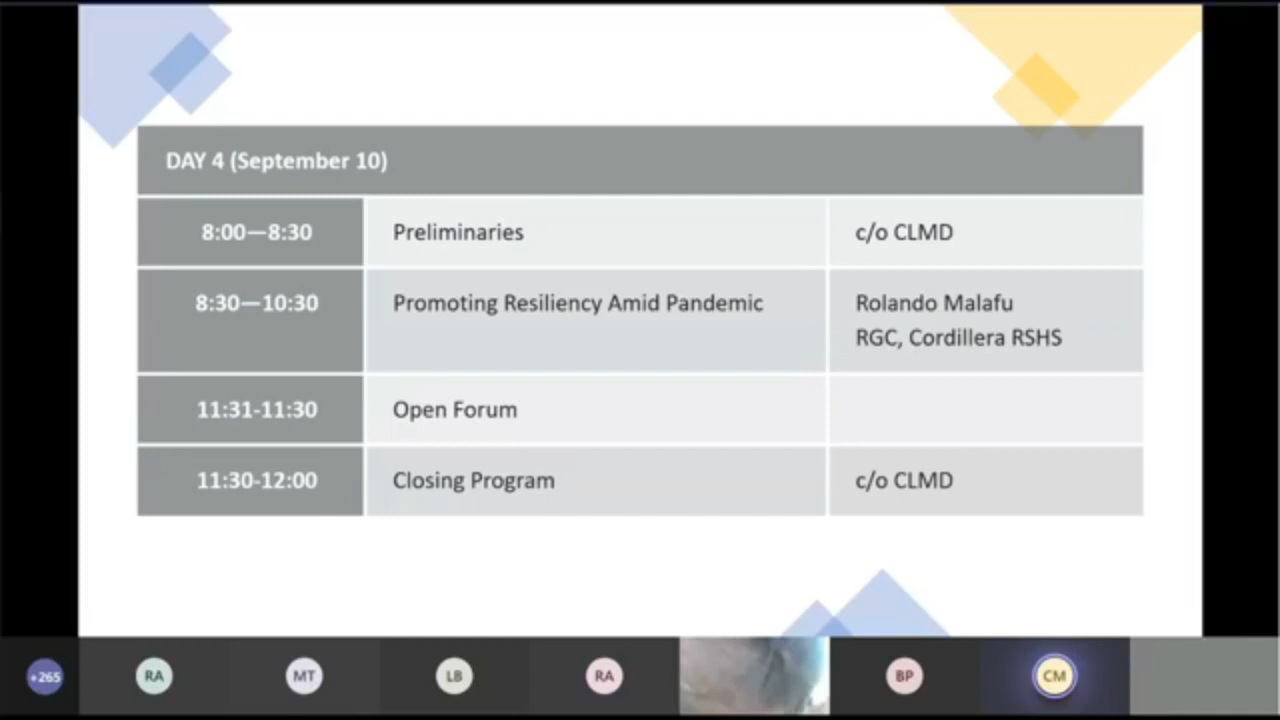 DAY 4 (September 10)
8:00—8:30 Preliminaries c/o CLMD
8:30—10:30 Promoting Resiliency Amid Pandemic Rolando Malafu
RGC, Cordillera RSHS
11:31-11:30 Open Forum
11:30-12:00 Closing Program c/o CLMD
+265 RA MT LB RA BP CM